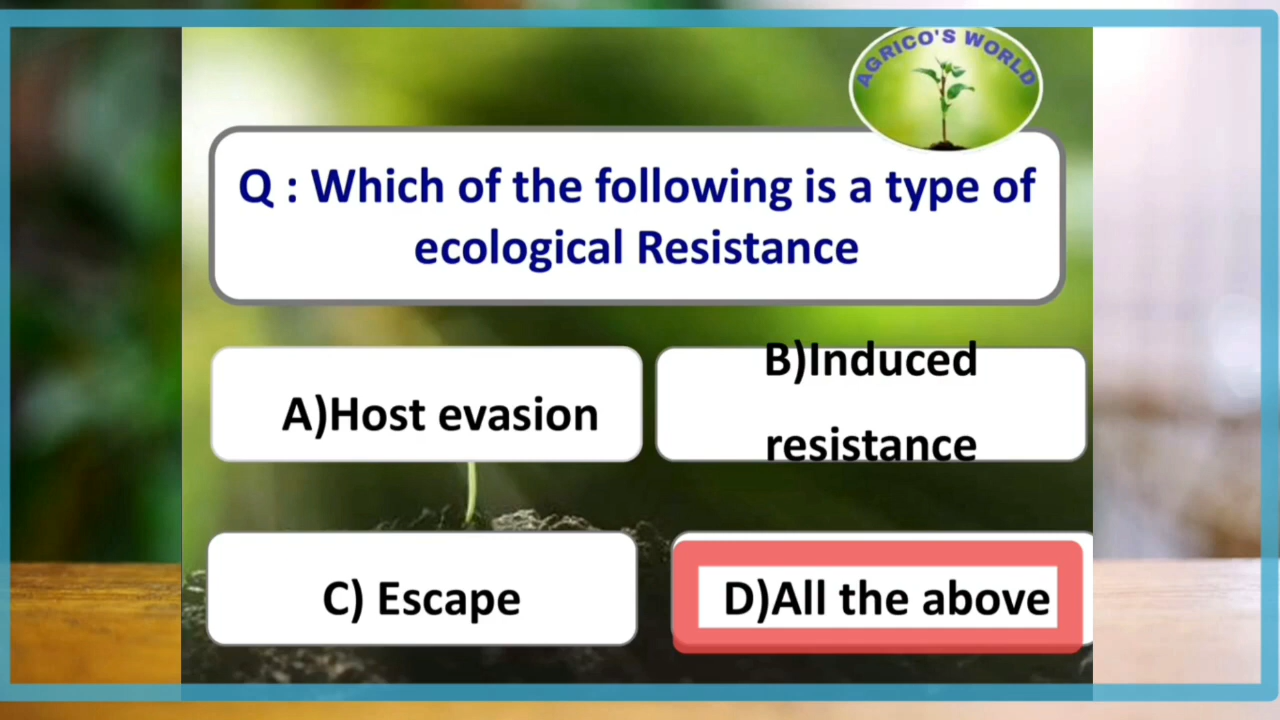 AGRICO'S WORLD
Q : Which of the following is a type of
ecological Resistance
A)Host evasion
B)Induced
resistance
C) Escape
D)All the above